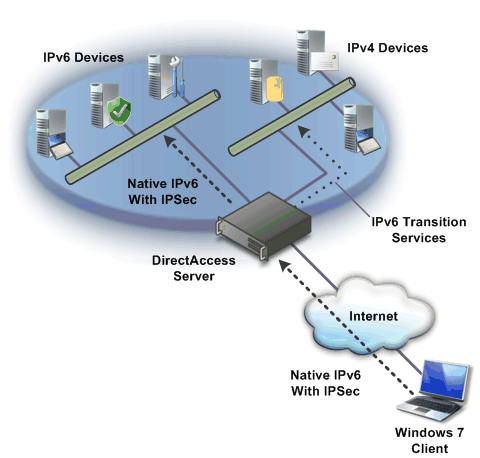 IPv6 Devices
IPv4 Devices
Native IPv6
With IPSec
IPv6 Transition
Services
DirectAccess
Server
Internet
Native IPv6
With IPSec
Windows 7
Client